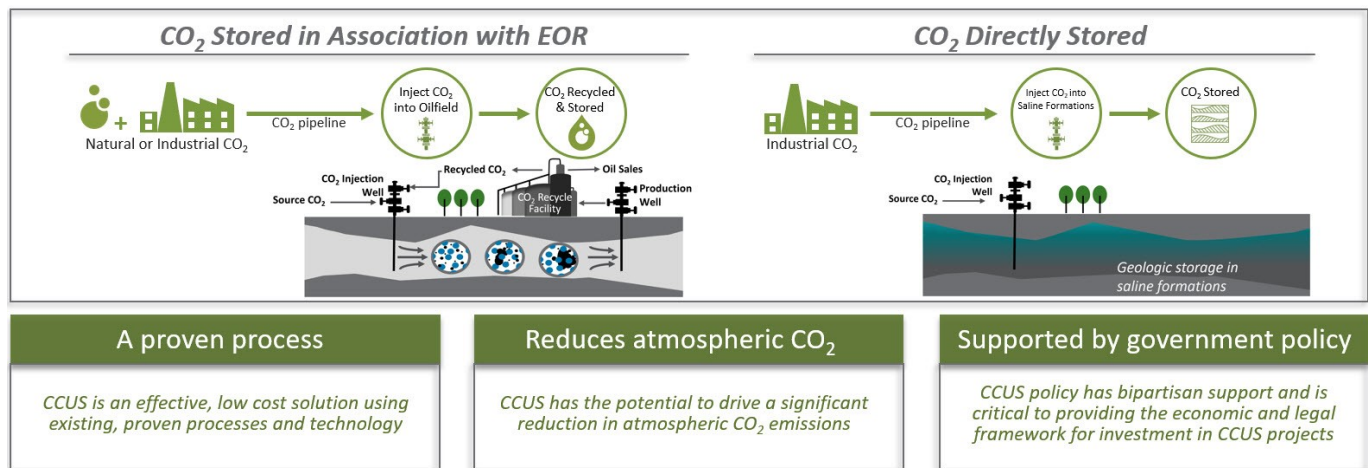 CO₂ Stored in Association with EOR
Natural or Industrial CO₂
CO₂ pipeline
Inject CO₂
into Oilfield
CO₂ Recycled
& Stored
CO₂ Injection
Well
Source CO₂
Recycled CO₂
Oil Sales
CO₂ Recycle
Facility
Production
Well
CO₂ Directly Stored
Industrial CO₂
CO₂ pipeline
Inject CO₂ into
Saline Formations
CO₂ Stored
CO₂ Injection
Well
Source CO₂
Geologic storage in
saline formations
A proven process
CCUS is an effective, low cost solution using
existing, proven processes and technology
Reduces atmospheric CO₂
CCUS has the potential to drive a significant
reduction in atmospheric CO₂ emissions
Supported by government policy
CCUS policy has bipartisan support and is
critical to providing the economic and legal
framework for investment in CCUS projects